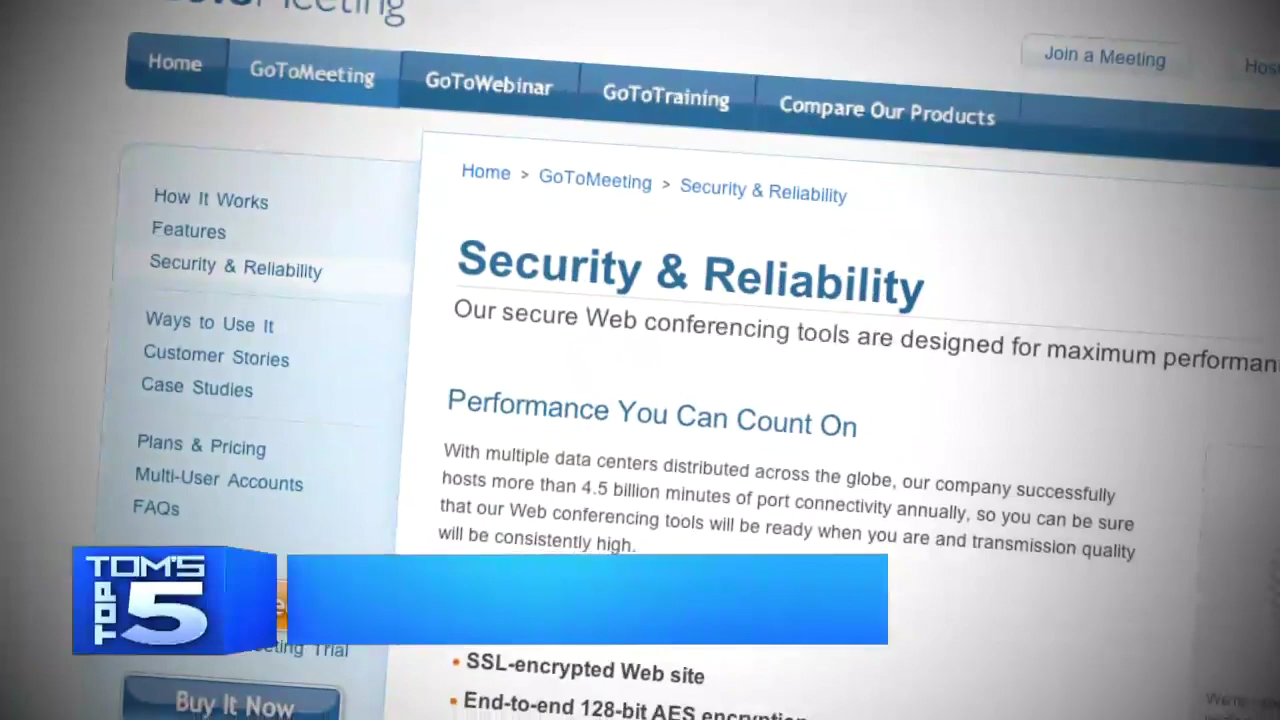 Meeting
Join a Meeting
Home
GoToMeeting
GoToWebinar
GoToTraining
Compare Our Products
Home > GoToMeeting > Security & Reliability
How It Works
Features
Security & Reliability
Ways to Use It
Customer Stories
Case Studies
Plans & Pricing
Multi-User Accounts
FAQs
Trial
Buy It Now
Security & Reliability
Our secure Web conferencing tools are designed for maximum performan
Performance You Can Count On
With multiple data centers distributed across the globe, our company successfully
hosts more than 4.5 billion minutes of port connectivity annually, so you can be sure
that our Web conferencing tools will be ready when you are and transmission quality
will be consistently high.
• SSL-encrypted Web site
• End-to-end 128-bit AES encryption
TOM'S
TOP 5